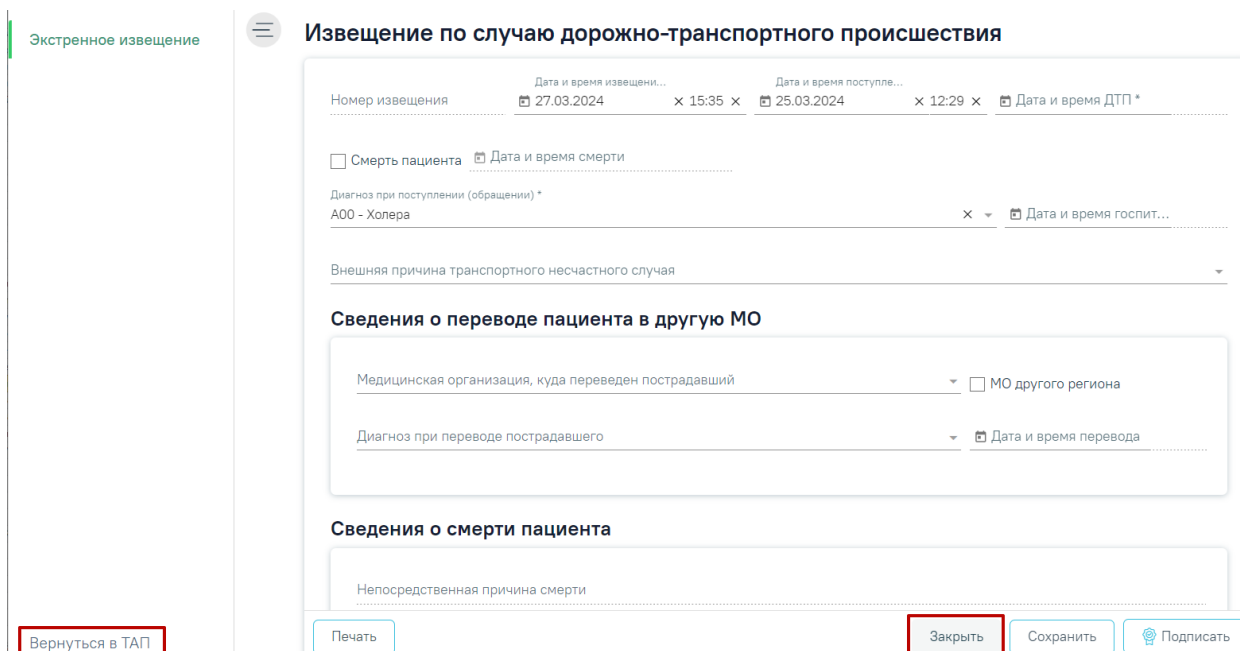 Экстренное извещение
Извещение по случаю дорожно-транспортного происшествия
Номер извещения
Дата и время извещени...
27.03.2024 × 15:35 ×
Дата и время поступле...
25.03.2024 × 12:29 ×
Дата и время ДТП *
Смерть пациента
Дата и время смерти
Диагноз при поступлении (обращении) *
A00 - Холера ×
Дата и время госпит...
Внешняя причина транспортного несчастного случая
Сведения о переводе пациента в другую МО
Медицинская организация, куда переведен пострадавший
МО другого региона
Диагноз при переводе пострадавшего
Дата и время перевода
Сведения о смерти пациента
Непосредственная причина смерти
Вернуться в ТАП
Печать
Закрыть
Сохранить
Подписать